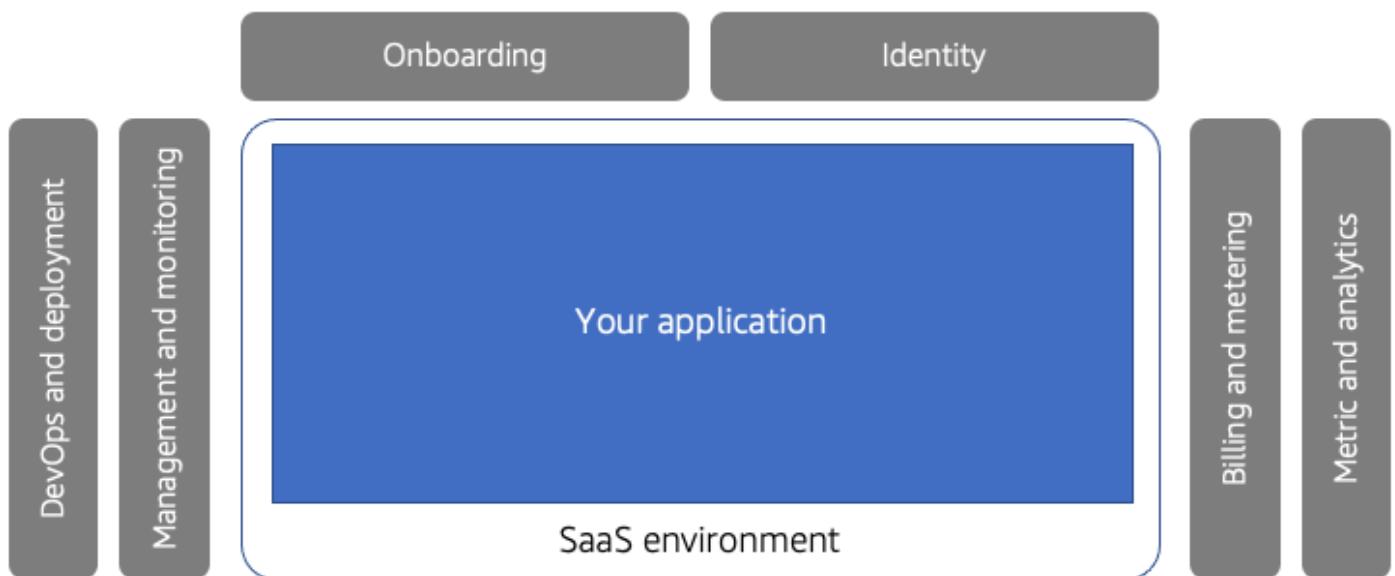 Onboarding
Identity
DevOps and deployment
Management and monitoring
Your application
SaaS environment
Billing and metering
Metric and analytics